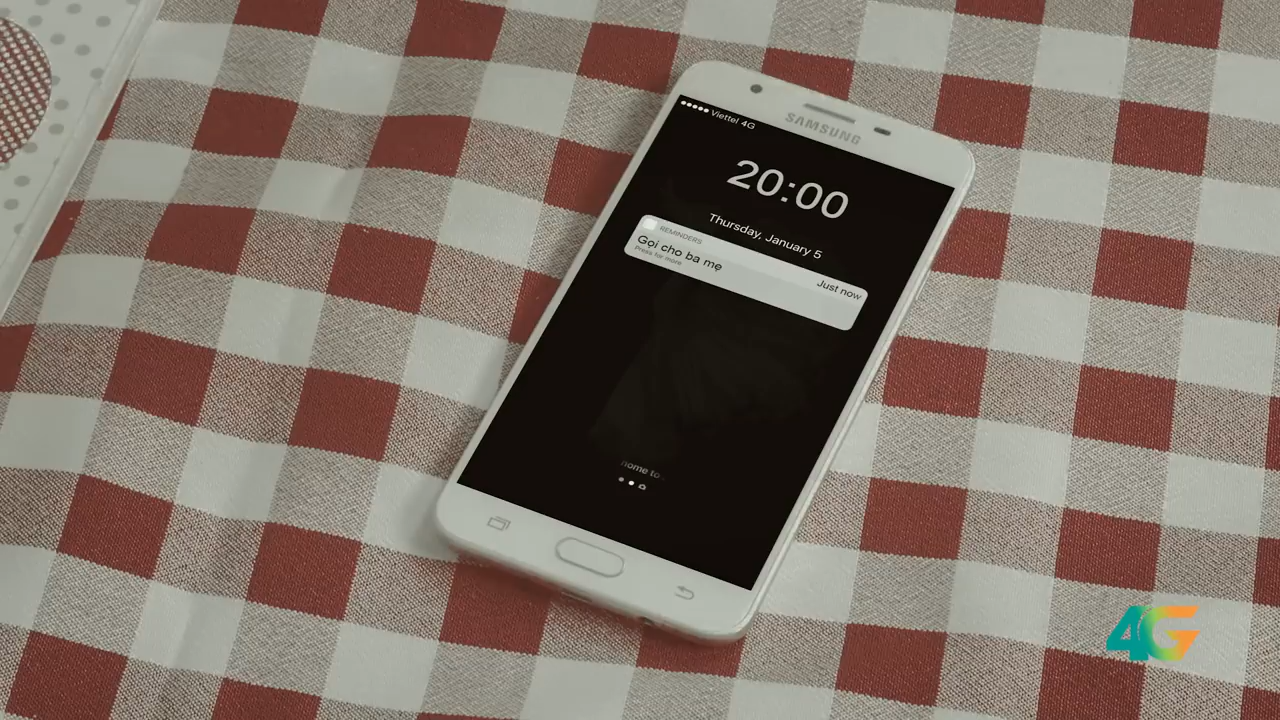 Viettel 4G
SAMSUNG
20:00
Thursday, January 5
REMINDERS
Gọi cho ba mẹ
Press for more
Just now
home to
4G